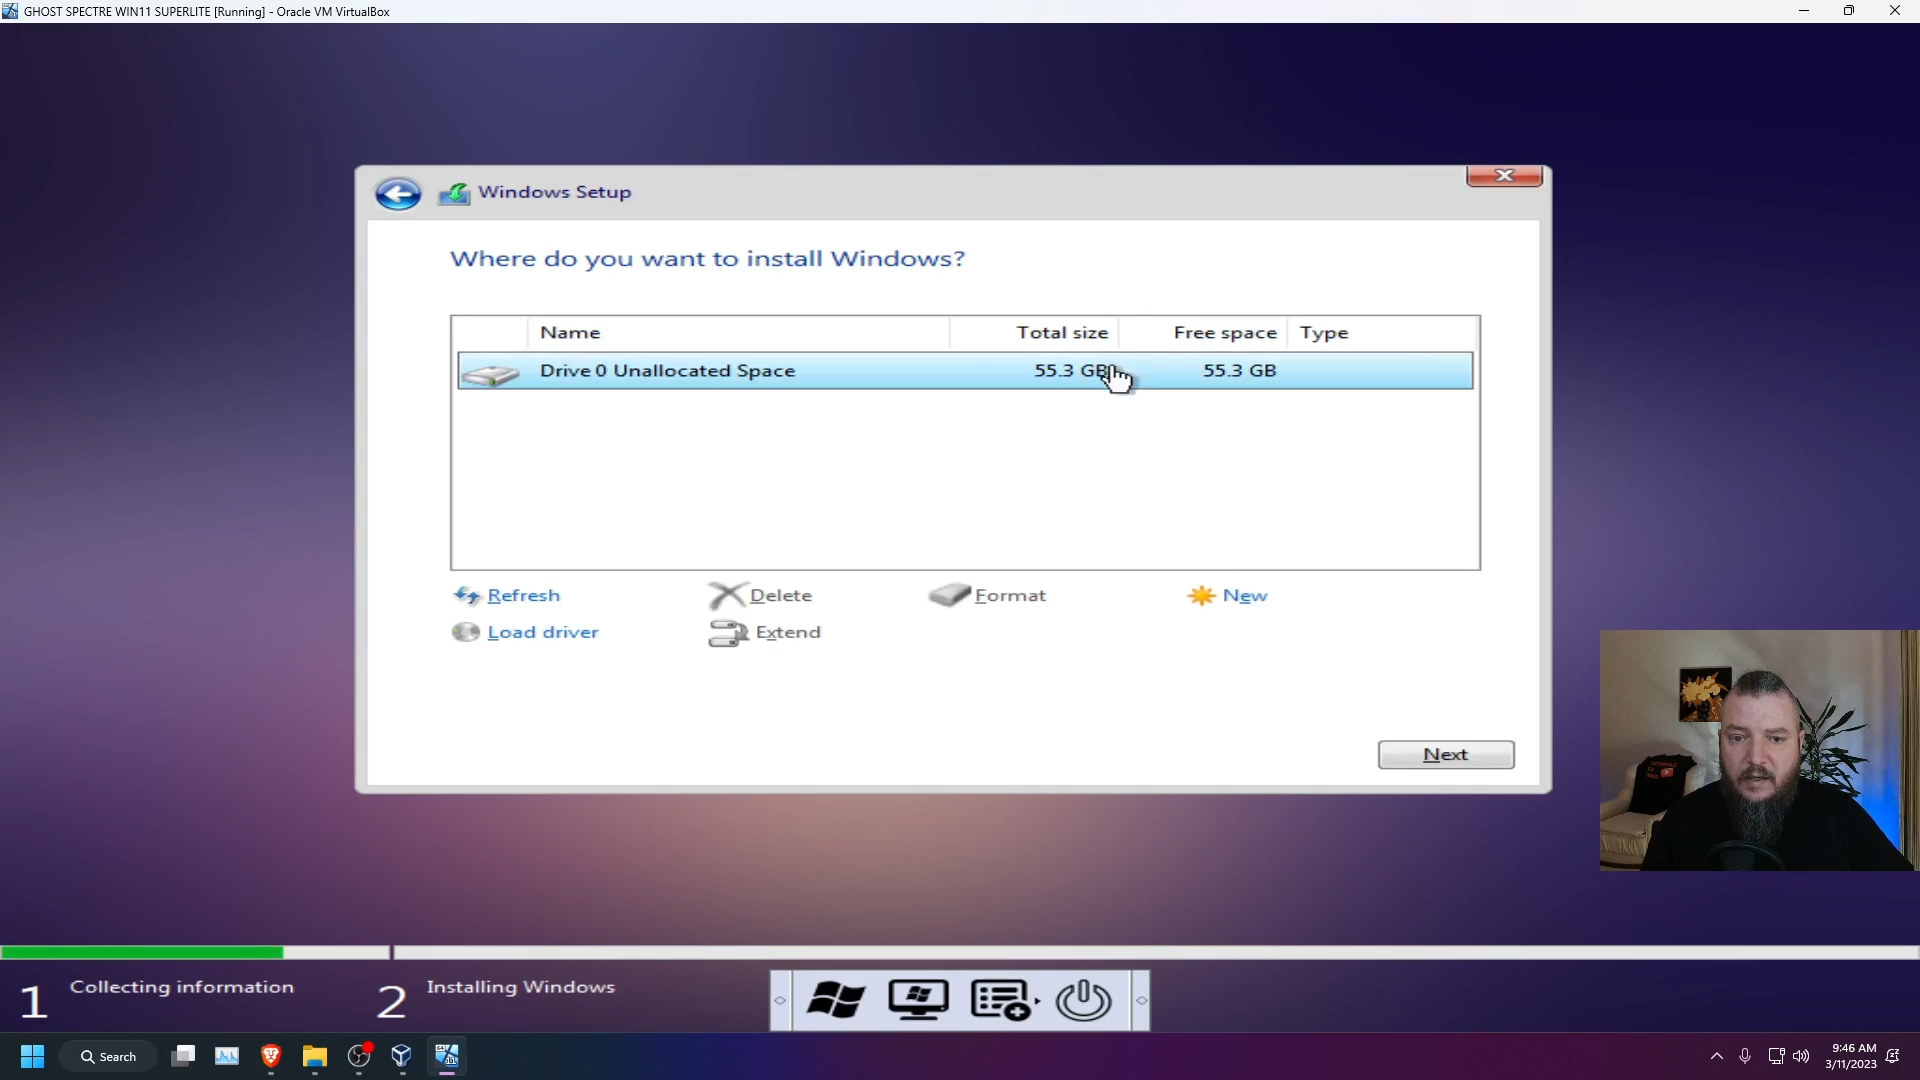 GHOST SPECTRE WIN11 SUPERLITE [Running] - Oracle VM VirtualBox
Windows Setup
Where do you want to install Windows?
Name Total size Free space Type
Drive 0 Unallocated Space 55.3 GB 55.3 GB
Refresh Delete Format New
Load driver Extend
Next
1 Collecting information 2 Installing Windows
Search
9:46 AM
3/11/2023